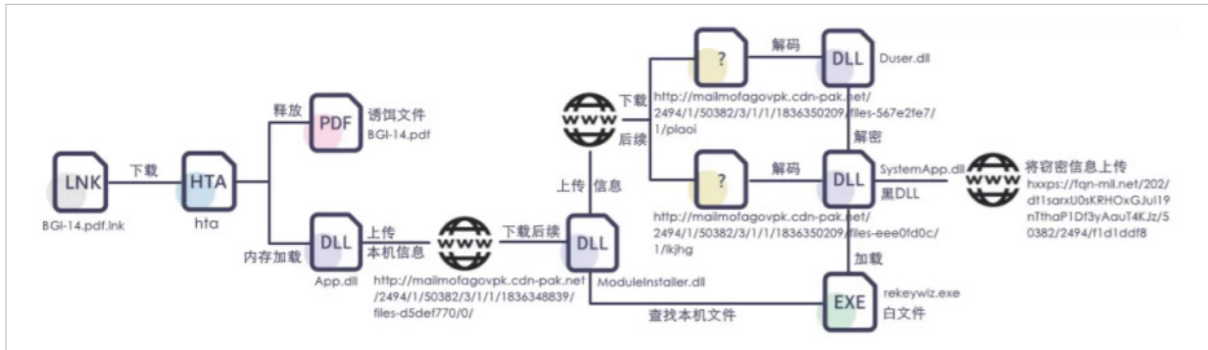 LNK
BGI-14.pdf.lnk
下载
HTA
hta
释放
PDF
诱饵文件
BGI-14.pdf
内存加载
DLL
App.dll
上传
本机信息
www
http://mailmofagovpk.cdn-pak.net
/2494/1/50382/3/1/1/1836348839/
files-d5def770/0/
下载后续
DLL
ModuleInstaller.dll
上传 信息
www
下载
后续
?
http://mailmofagovpk.cdn-pak.net/
2494/1/50382/3/1/1/1836350209/files-567e2fe7/
1/plaoi
解码
DLL
Duser.dll
解密
?
http://mailmofagovpk.cdn-pak.net/
2494/1/50382/3/1/1/1836350209/files-eee0fd0c/
1/lkjhg
解码
DLL
SystemApp.dll
黑DLL
www
将窃密信息上传
hxxps://fqn-mil.net/202/
dt1sarxU0sKRHOxGJuI19
nTthaP1Df3yAauT4KJz/5
0382/2494/f1d1ddf8
加载
查找本机文件
EXE
rekeywiz.exe
白文件